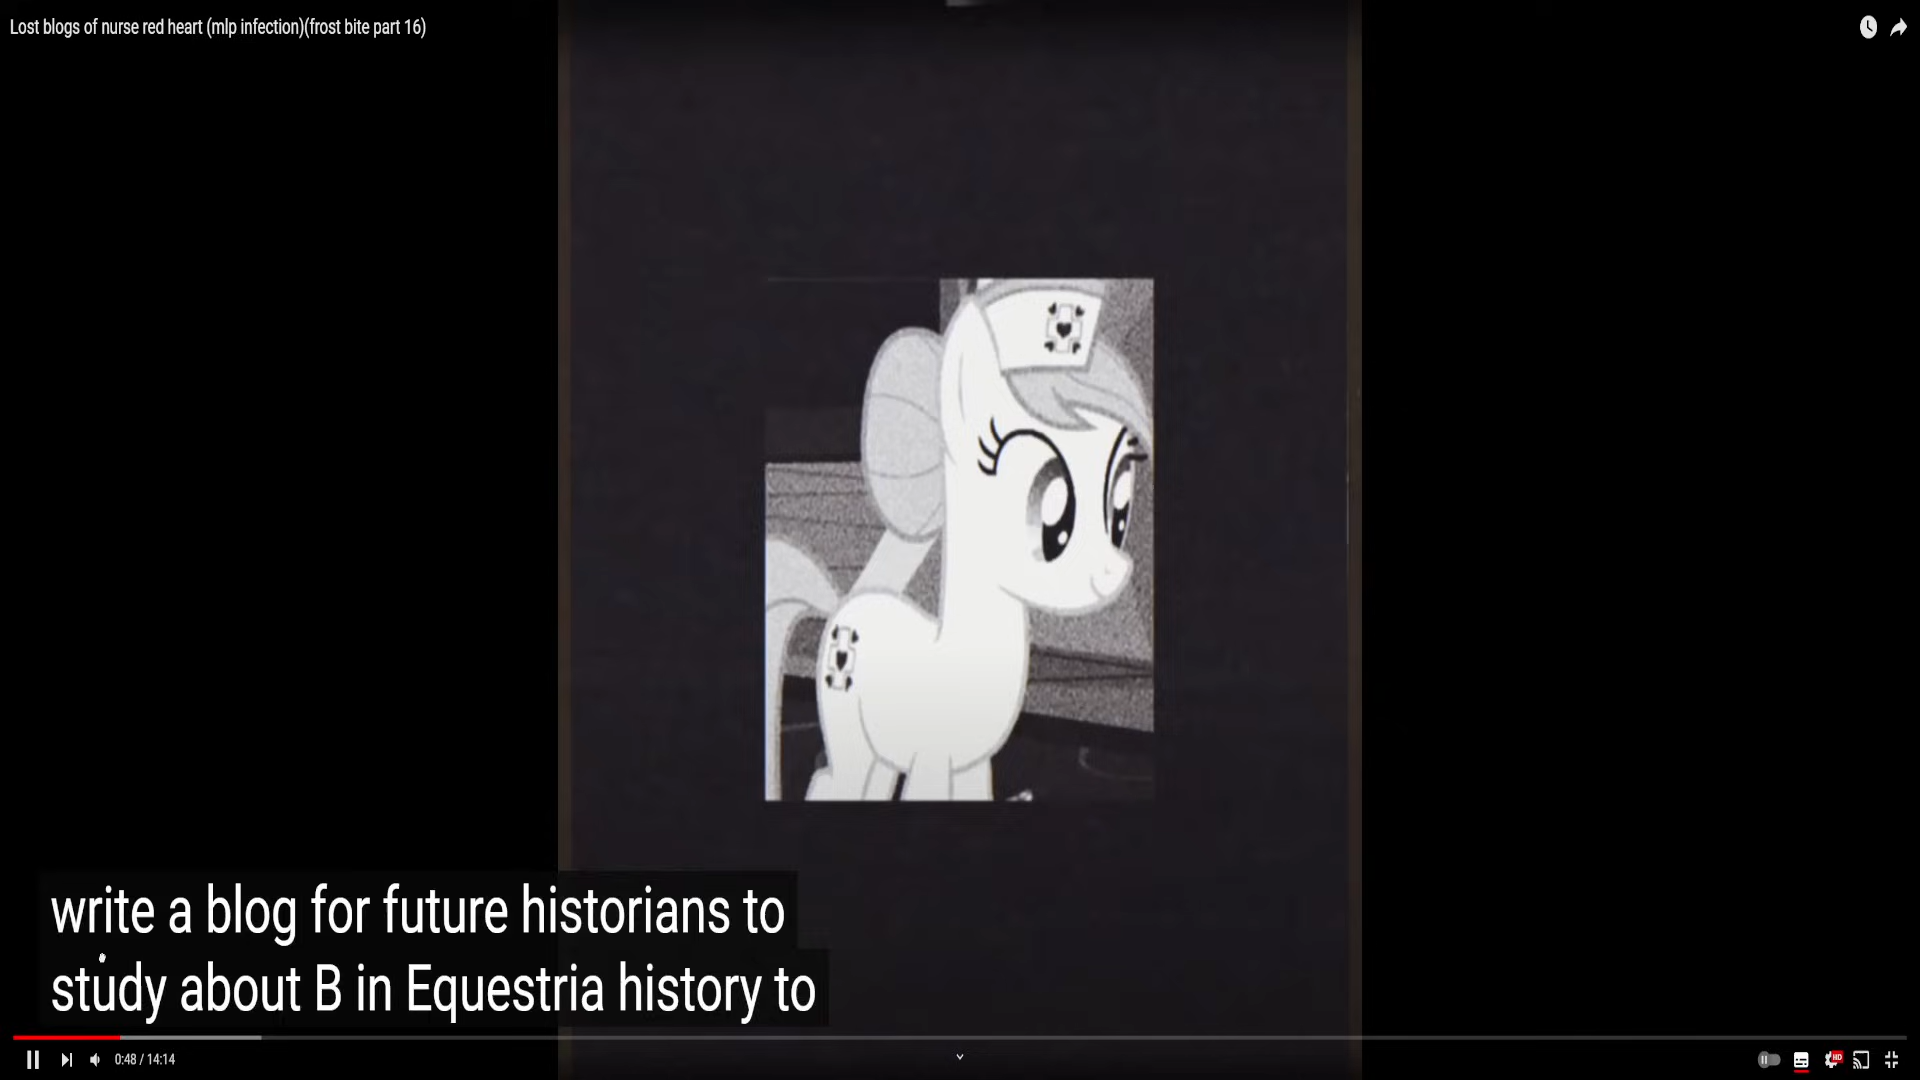 Lost blogs of nurse red heart (mlp infection)(frost bite part 16)
write a blog for future historians to
study about B in Equestria history to
0:48 / 14:14
HD